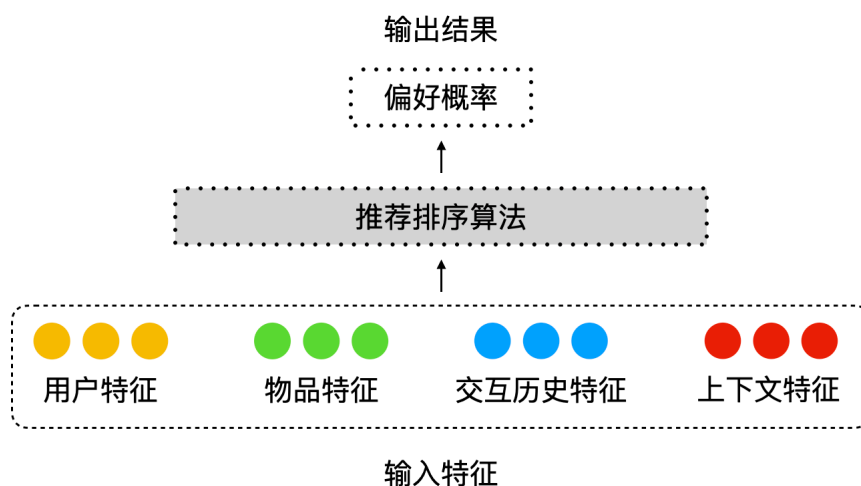 输出结果
偏好概率
推荐排序算法
用户特征
物品特征
交互历史特征
上下文特征
输入特征